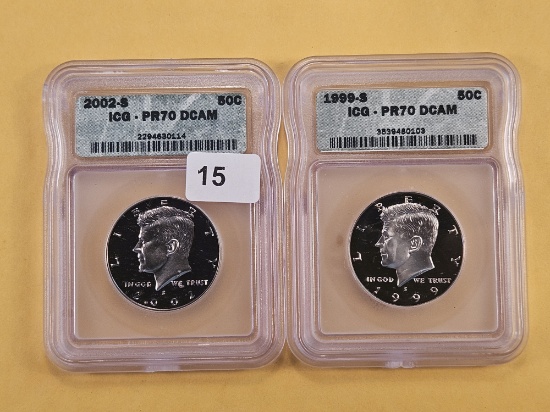 2002-S 50C
ICG - PR70 DCAM
2294630114
15
LIBERTY
IN GOD WE TRUST
S
2002
1999-S 50C
ICG - PR70 DCAM
3539480103
LIBERTY
IN GOD WE TRUST
S
1999